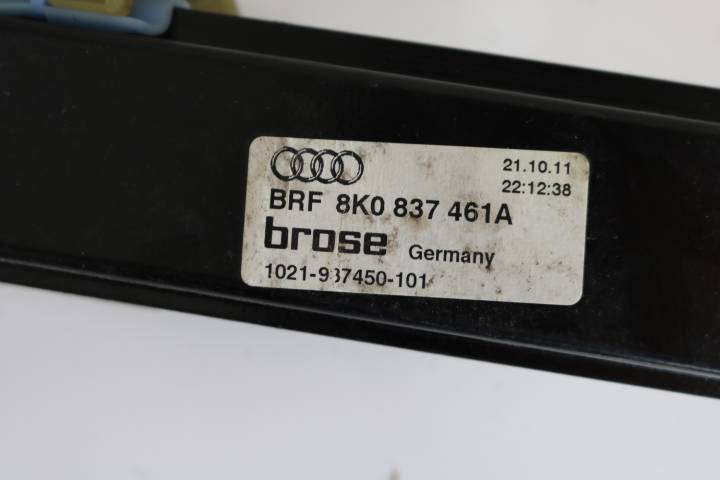 21.10.11
22:12:38
BRF 8K0 837 461A
brose Germany
1021-937450-101